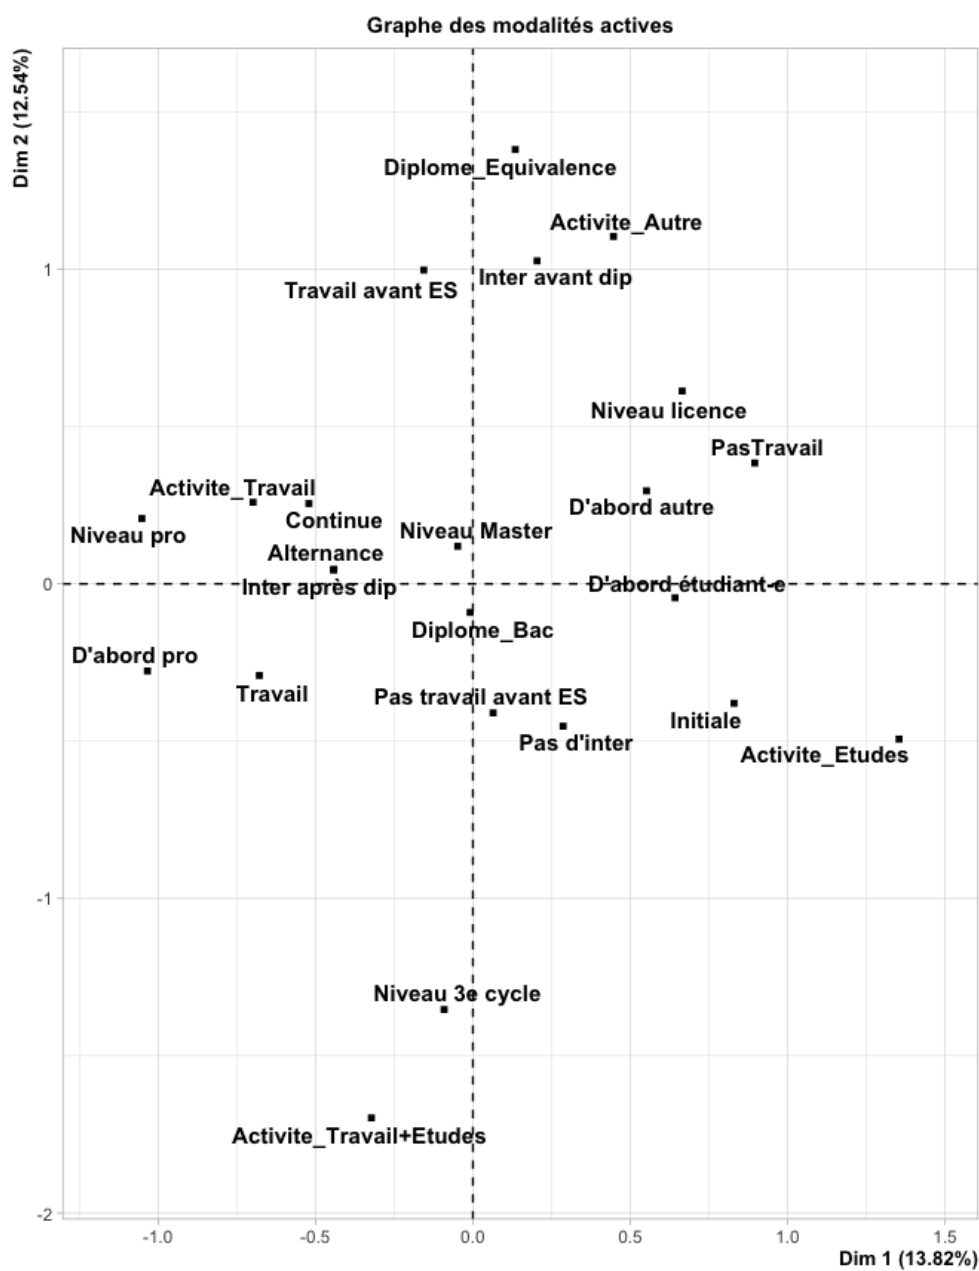 Graphe des modalités actives
Dim 2 (12.54%)
Diplome_Equivalence
Activite_Autre
Inter avant dip
1
Travail avant ES
Niveau licence
PasTravail
Activite_Travail
D'abord autre
Continue
Niveau pro
Niveau Master
Alternance
0
D'abord étudiant-e
Inter après dip
Diplome_Bac
D'abord pro
Travail
Pas travail avant ES
Initiale
Pas d'inter
Activite_Etudes
-1
Niveau 3e cycle
Activite_Travail+Etudes
-2
-1.0
-0.5
0.0
0.5
1.0
1.5
Dim 1 (13.82%)